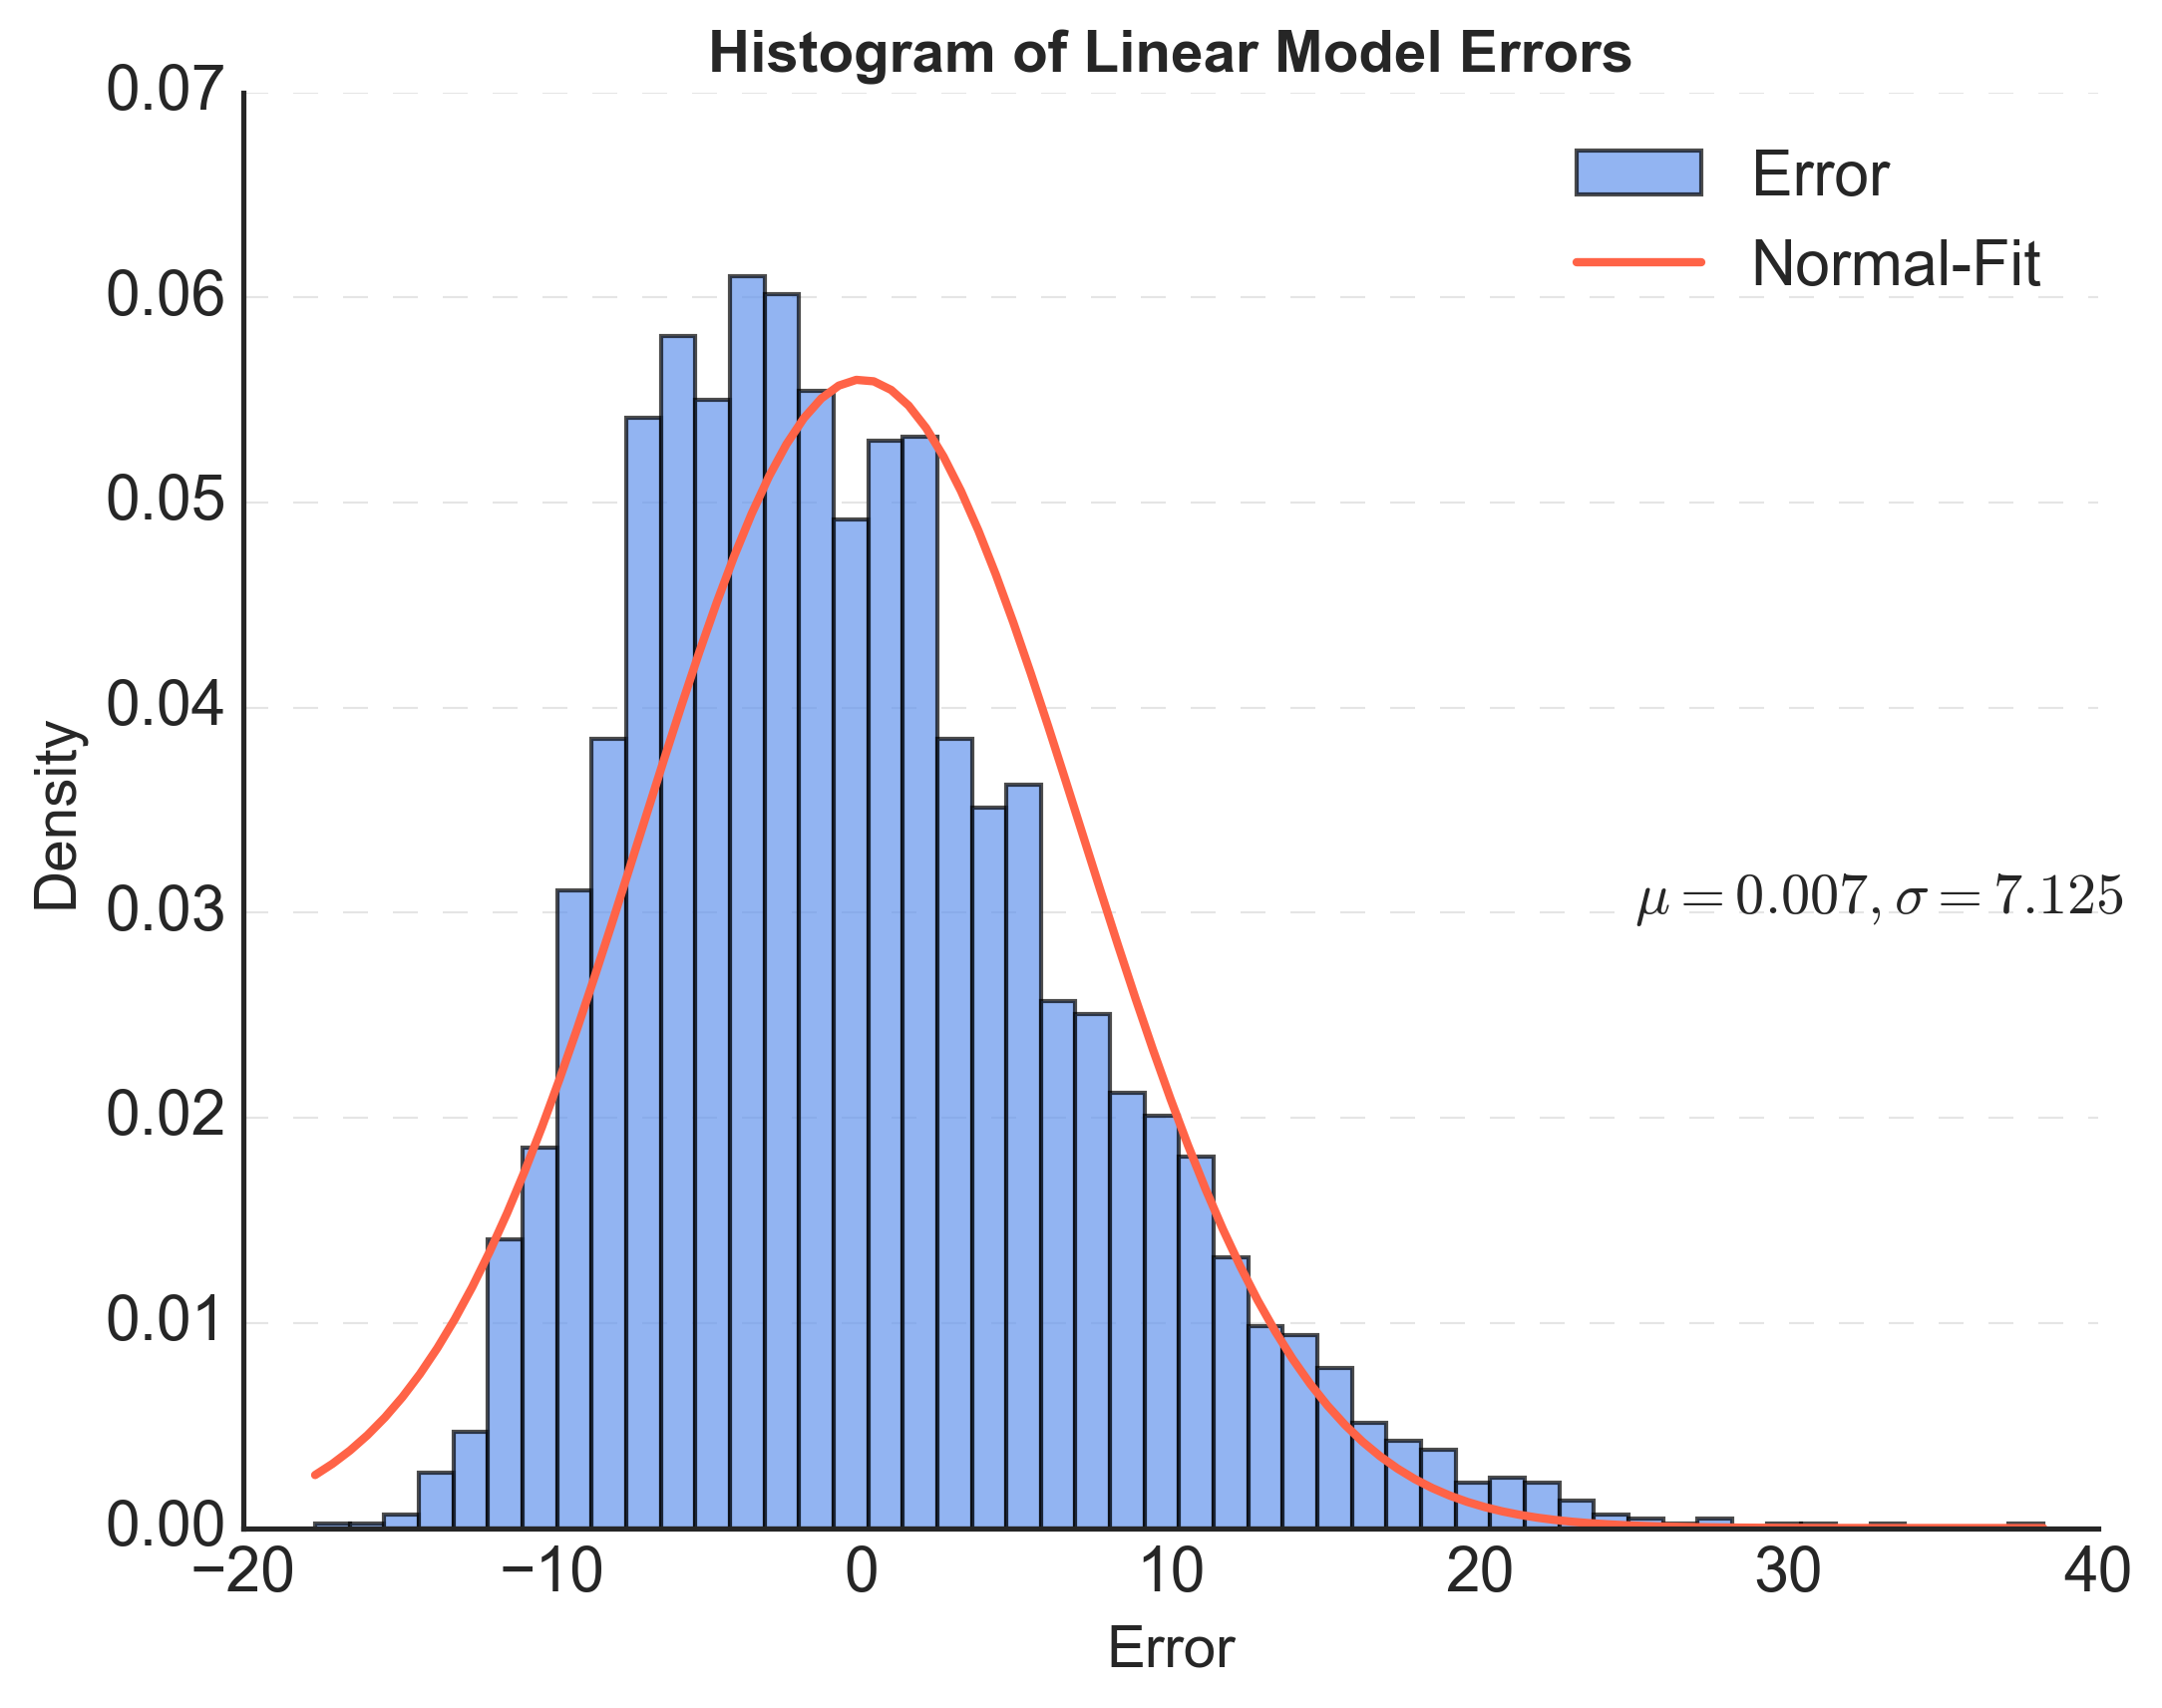 Histogram of Linear Model Errors
0.07
0.06
0.05
0.04
0.03
0.02
0.01
0.00
Density
Error
Normal-Fit
μ = 0.007, σ = 7.125
−20 −10 0 10 20 30 40
Error